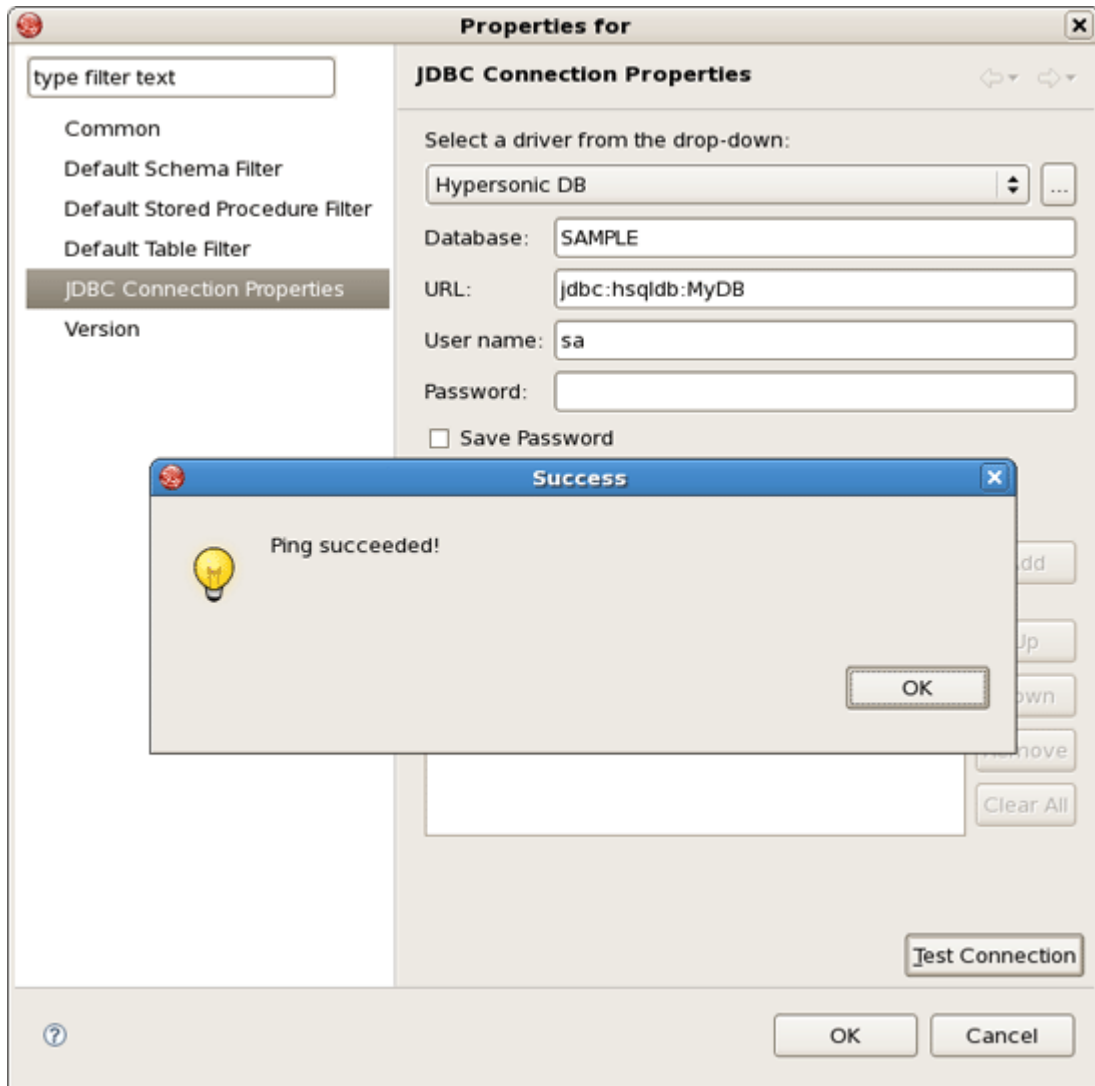 Properties for
type filter text
JDBC Connection Properties
Common
Default Schema Filter
Default Stored Procedure Filter
Default Table Filter
JDBC Connection Properties
Version
Select a driver from the drop-down:
Hypersonic DB
...
Database: SAMPLE
URL: jdbc:hsqldb:MyDB
User name: sa
Password:
Save Password
Success
Ping succeeded!
OK
Clear All
Test Connection
OK Cancel